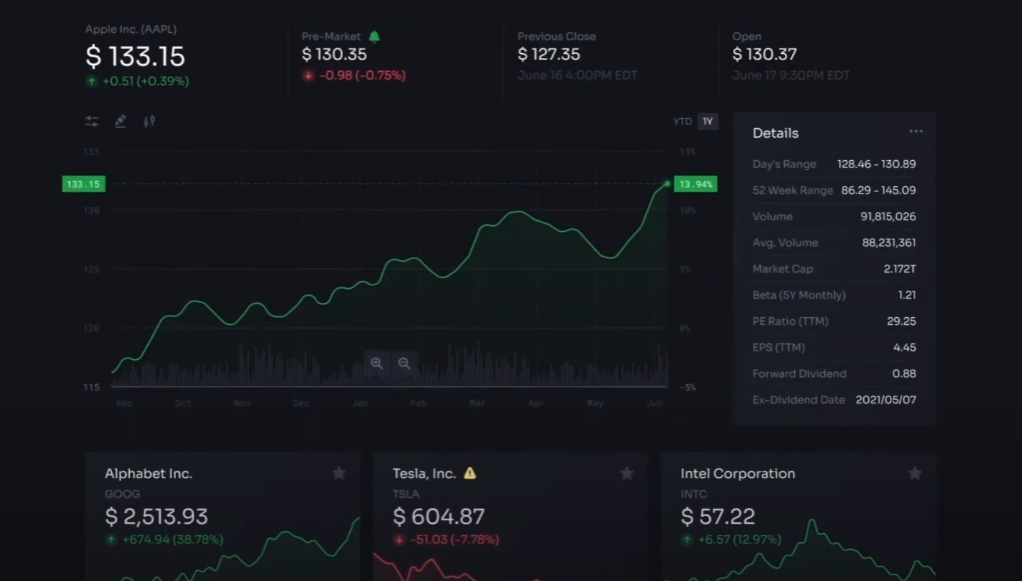 Apple Inc. (AAPL)
$ 133.15
+0.51 (+0.39%)
Pre-Market
$ 130.35
-0.98 (-0.75%)
Previous Close
$ 127.35
June 16 4:00PM EDT
Open
$ 130.37
June 17 9:30PM EDT
YTD 1Y
135 15%
133.15 13.94%
130 10%
125 5%
120 0%
115 -5%
Sep Oct Nov Dec Jan Feb Mar Apr May Jun
Details
Day's Range 128.46 - 130.89
52 Week Range 86.29 - 145.09
Volume 91,815,026
Avg. Volume 88,231,361
Market Cap 2.172T
Beta (5Y Monthly) 1.21
PE Ratio (TTM) 29.25
EPS (TTM) 4.45
Forward Dividend 0.88
Ex-Dividend Date 2021/05/07
Alphabet Inc.
GOOG
$ 2,513.93
+674.94 (38.78%)
Tesla, Inc.
TSLA
$ 604.87
-51.03 (-7.78%)
Intel Corporation
INTC
$ 57.22
+6.57 (12.97%)